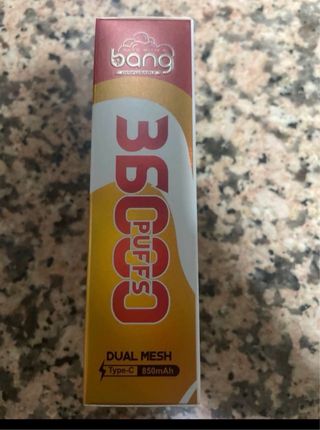 bang
36000
PUFFS
DUAL MESH
Type-C 850mAh